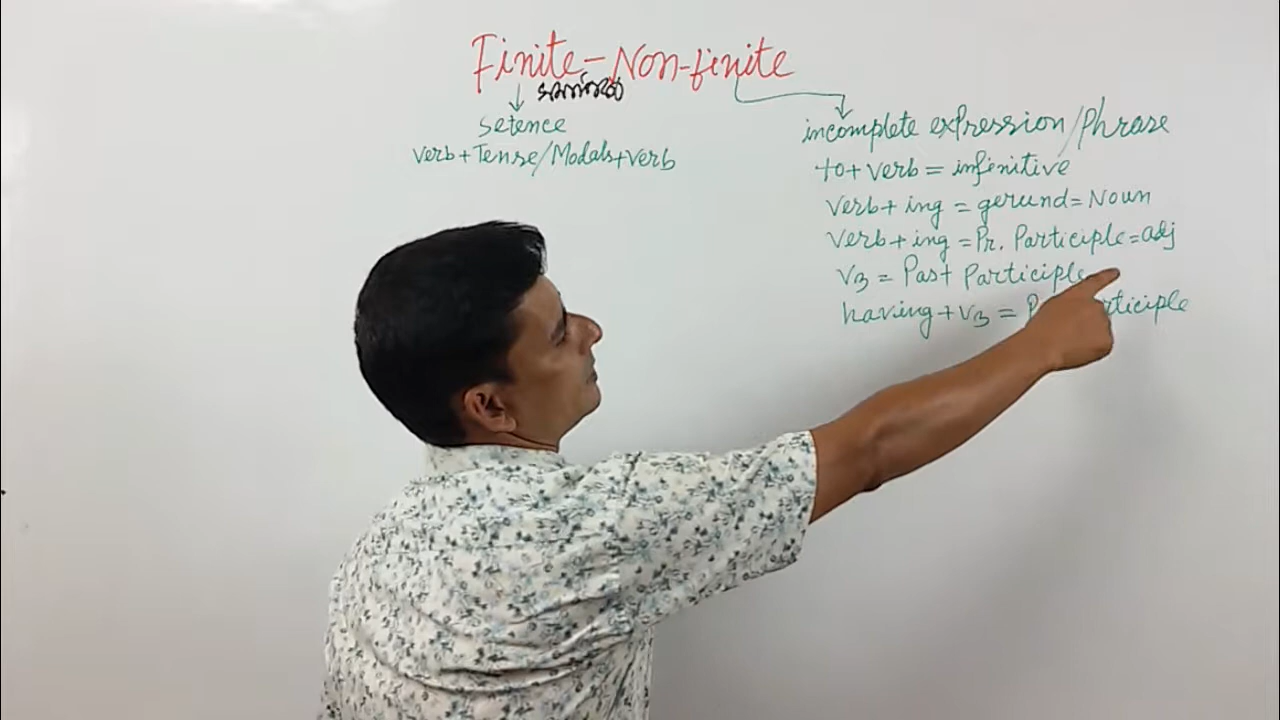 Finite-Non-finite
setence
verb+Tense/Modals+verb
incomplete expression/Phrase
to+verb = infenitive
verb+ing = gerund=Noun
verb+ing =Pr. Participle=adj
V3 = Past Participle
having+V3 =